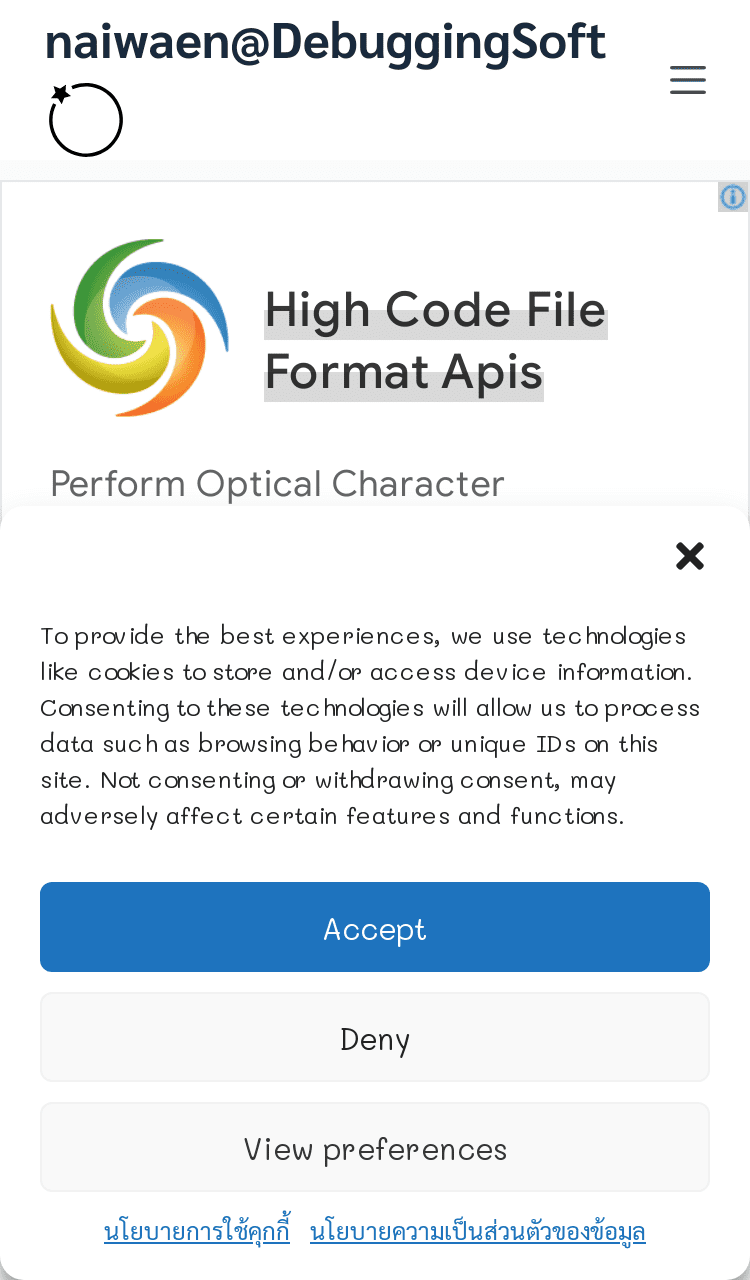 naiwaen@DebuggingSoft
High Code File
Format Apis
Perform Optical Character
To provide the best experiences, we use technologies
like cookies to store and/or access device information.
Consenting to these technologies will allow us to process
data such as browsing behavior or unique IDs on this
site. Not consenting or withdrawing consent, may
adversely affect certain features and functions.
Accept
Deny
View preferences
นโยบายการใช้คุกกี้ นโยบายความเป็นส่วนตัวของข้อมูล